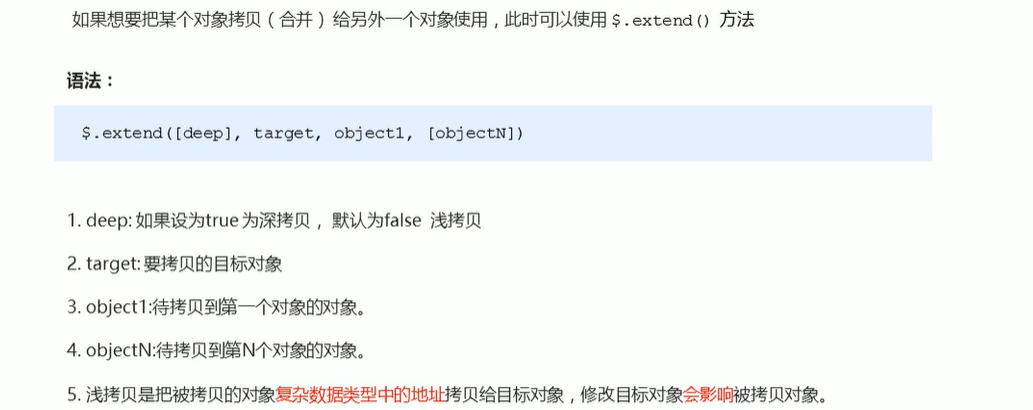 如果想要把某个对象拷贝（合并）给另外一个对象使用，此时可以使用 $.extend() 方法
语法：
$.extend([deep], target, object1, [objectN])
1. deep: 如果设为true 为深拷贝， 默认为false 浅拷贝
2. target:要拷贝的目标对象
3. object1:待拷贝到第一个对象的对象。
4. objectN:待拷贝到第N个对象的对象。
5. 浅拷贝是把被拷贝的对象复杂数据类型中的地址拷贝给目标对象，修改目标对象会影响被拷贝对象。